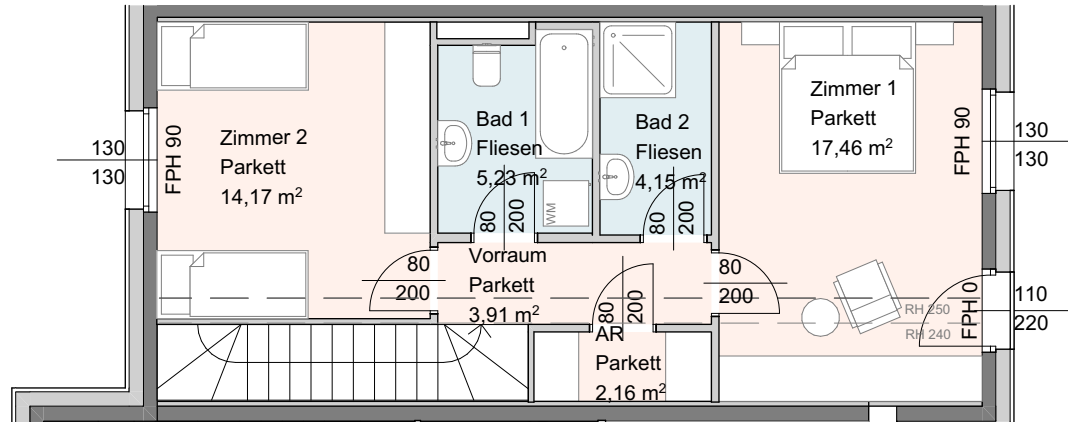 Zimmer 2
Parkett
14,17 m²
130
130
FPH 90
Bad 1
Fliesen
5,23 m²
WM
80
200
Bad 2
Fliesen
4,15 m²
80
200
Zimmer 1
Parkett
17,46 m²
FPH 90
130
130
Vorraum
Parkett
3,91 m²
80
200
80
200
80
200
AR
Parkett
2,16 m²
RH 250
RH 240
FPH 0
110
220